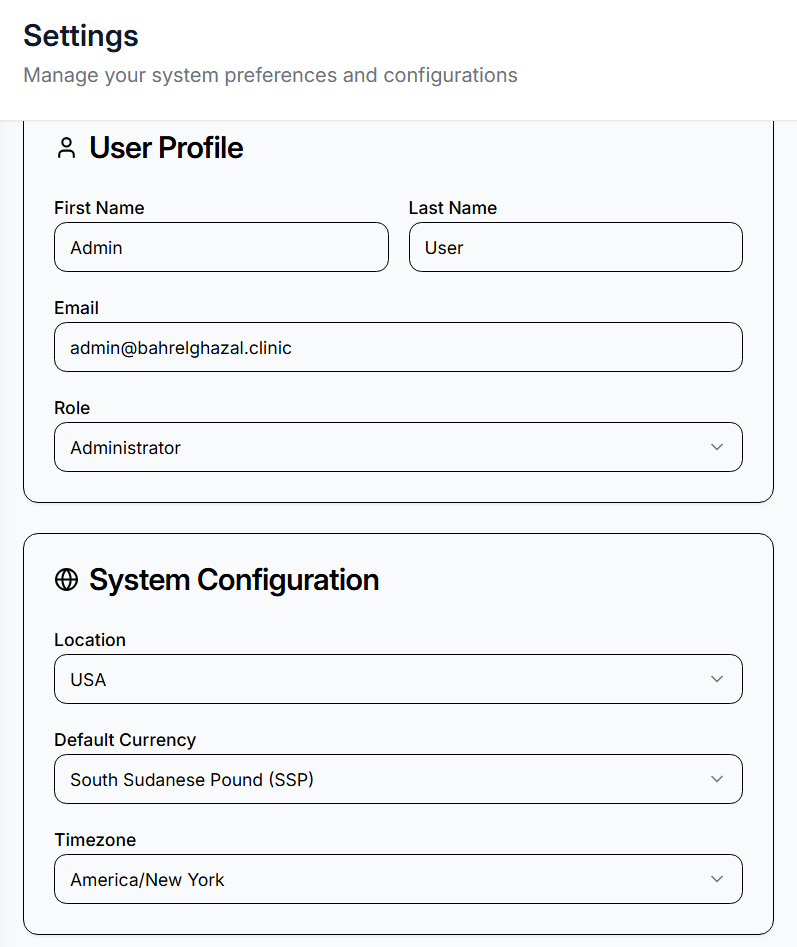 Settings
Manage your system preferences and configurations
User Profile
First Name
Last Name
Admin
User
Email
admin@bahrelghazal.clinic
Role
Administrator
System Configuration
Location
USA
Default Currency
South Sudanese Pound (SSP)
Timezone
America/New York